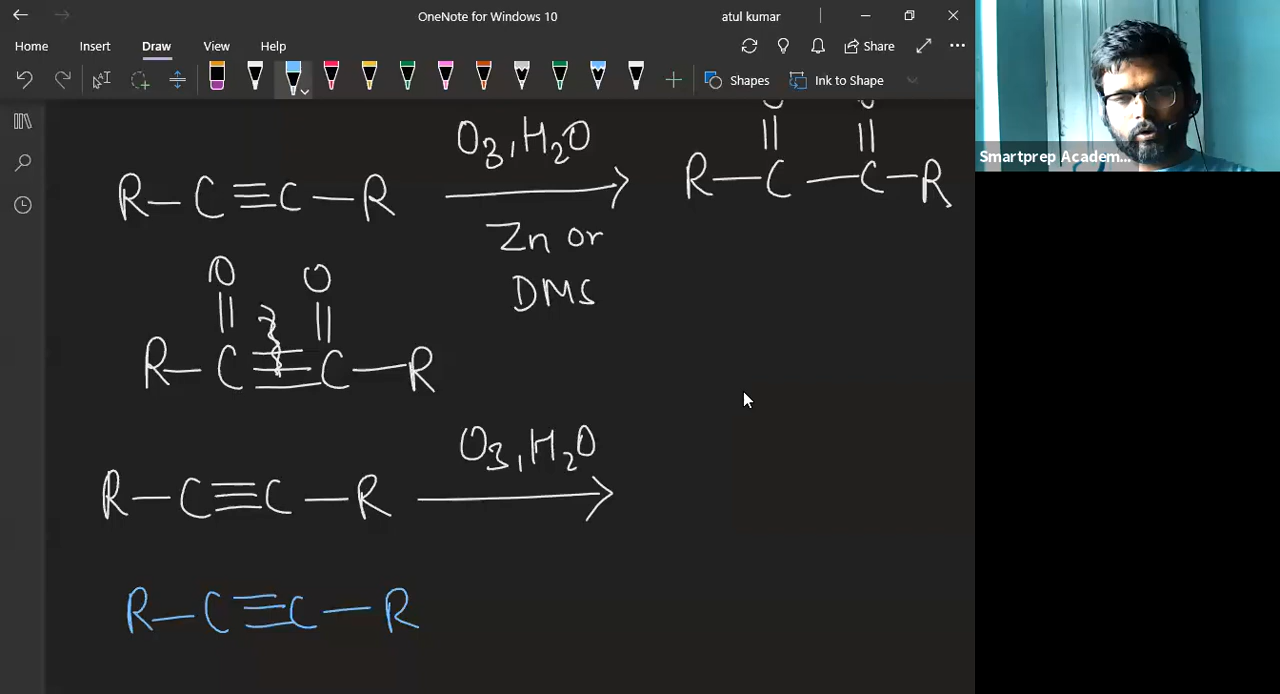 OneNote for Windows 10
atul kumar
Home Insert Draw View Help
Share
Shapes Ink to Shape
Smartprep Academ...
O O
R-C≡C-R O3, H2O R-C-C-R
Zn or
DMS
O O
R-C≡C-R
R-C≡C-R O3, H2O
R-C≡C-R